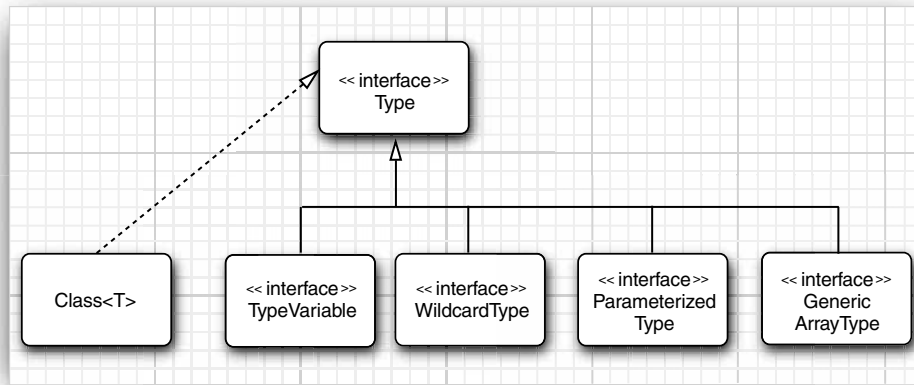 << interface >>
Type
Class<T>
<< interface >>
TypeVariable
<< interface >>
WildcardType
<< interface >>
Parameterized
Type
<< interface >>
Generic
ArrayType